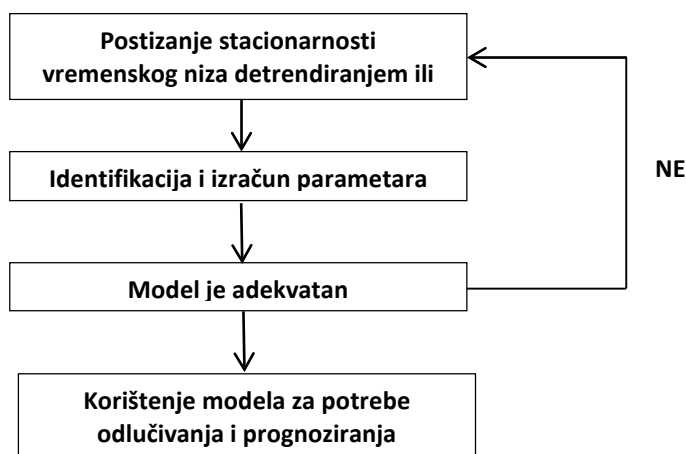 Postizanje stacionarnosti
vremenskog niza detrendiranjem ili
Identifikacija i izračun parametara
NE
Model je adekvatan
Korištenje modela za potrebe
odlučivanja i prognoziranja